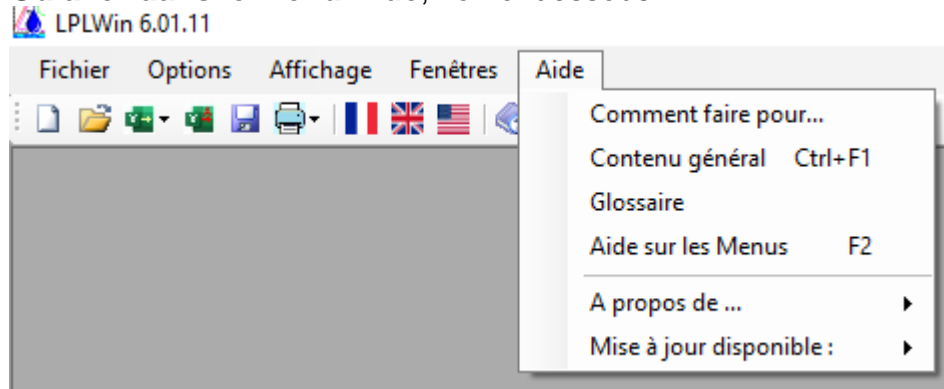 LPLWin 6.01.11
Fichier Options Affichage Fenêtres Aide
Comment faire pour...
Contenu général Ctrl+F1
Glossaire
Aide sur les Menus F2
A propos de ...
Mise à jour disponible :